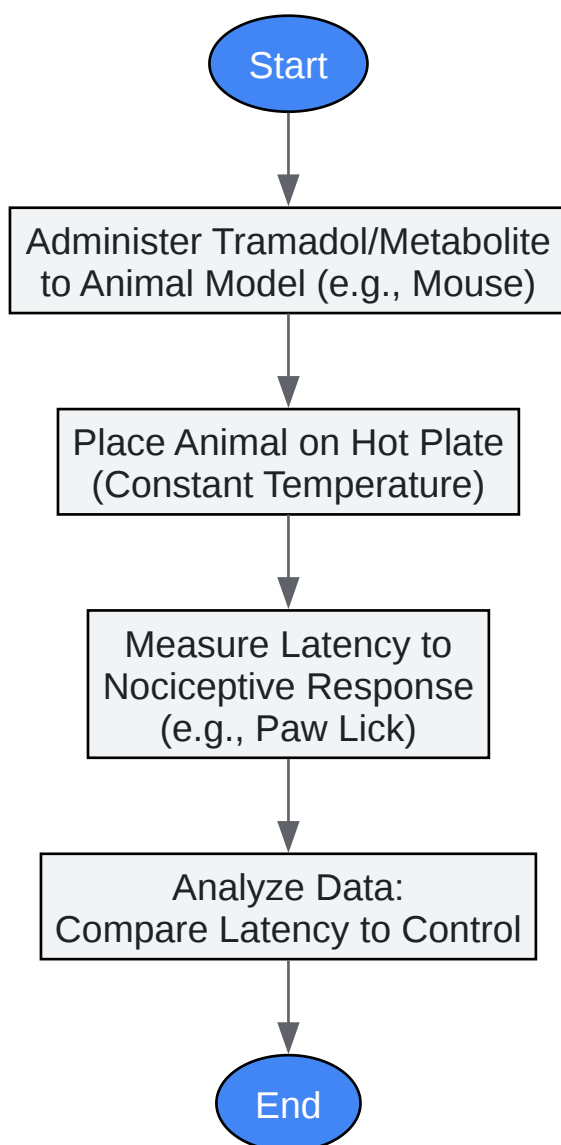 Start
Administer Tramadol/Metabolite
to Animal Model (e.g., Mouse)
Place Animal on Hot Plate
(Constant Temperature)
Measure Latency to
Nociceptive Response
(e.g., Paw Lick)
Analyze Data:
Compare Latency to Control
End